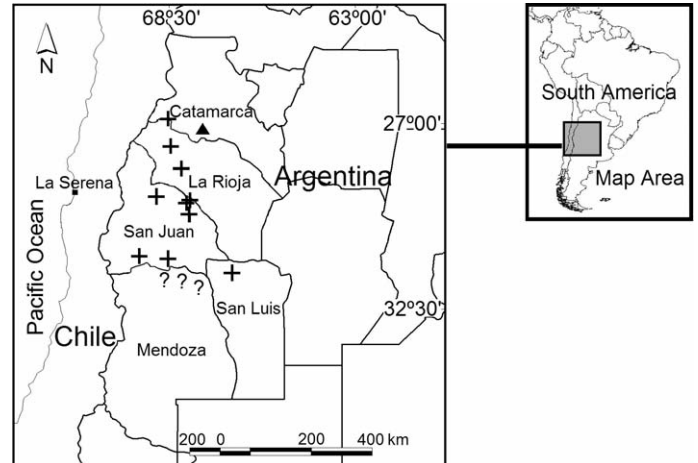 68º30'
63º00'
N
Catamarca
27º00'
South America
La Serena
La Rioja
Argentina
Map Area
San Juan
Pacific Ocean
? ? ?
San Luis
32º30'
Chile
Mendoza
200 0 200 400 km